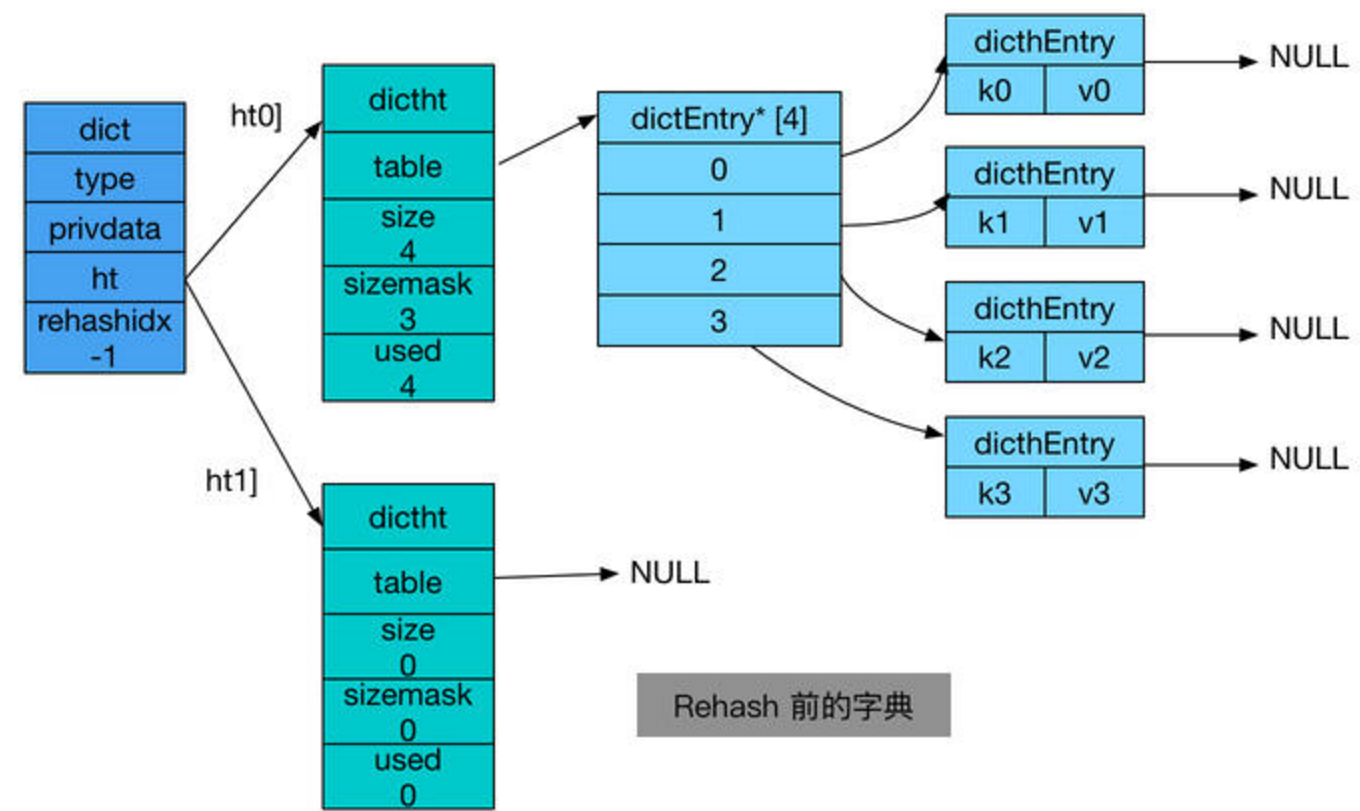 dict
type
privdata
ht
rehashidx
-1
ht0]
dictht
table
size
4
sizemask
3
used
4
ht1]
dictht
table
size
0
sizemask
0
used
0
NULL
dictEntry* [4]
0
1
2
3
dicthEntry
k0 v0
NULL
dicthEntry
k1 v1
NULL
dicthEntry
k2 v2
NULL
dicthEntry
k3 v3
NULL
Rehash 前的字典